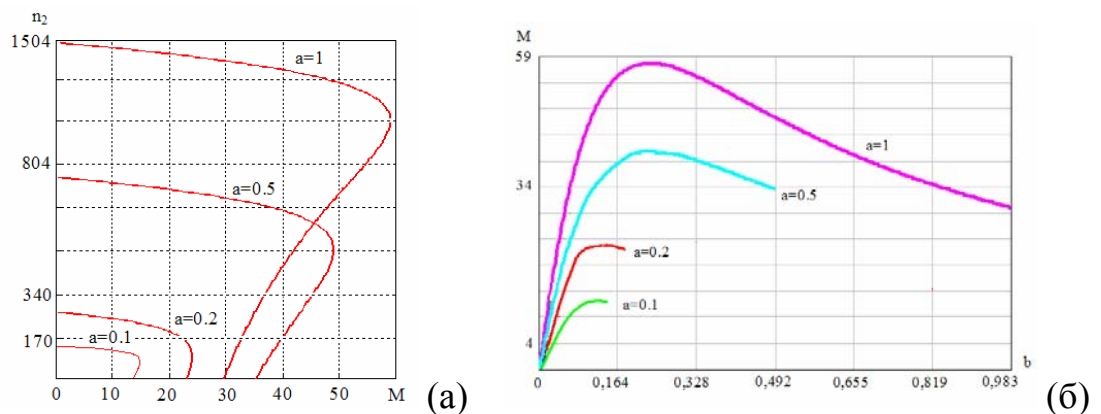 n₂
1504
804
340
170
a=1
a=0.5
a=0.2
a=0.1
0 10 20 30 40 50 M
(а)
M
59
34
4
a=1
a=0.5
a=0.2
a=0.1
b
0 0,164 0,328 0,492 0,655 0,819 0,983
(б)